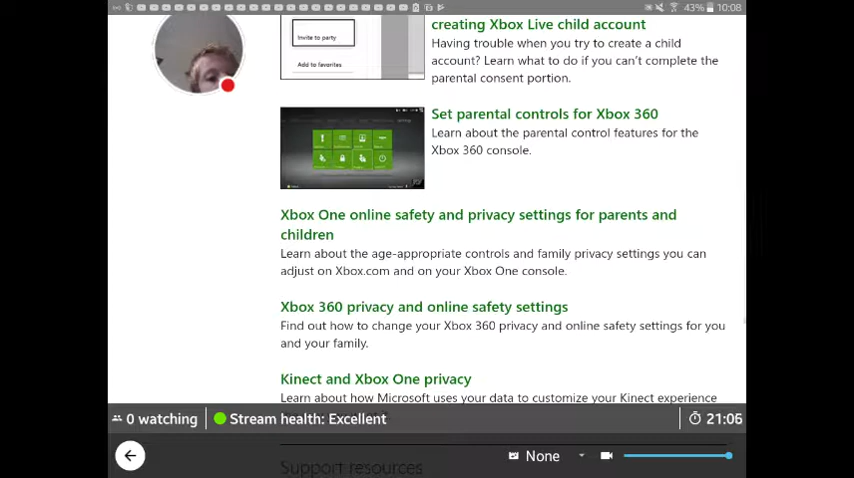 43% 10:08
Invite to party
Add to favorites
creating Xbox Live child account
Having trouble when you try to create a child
account? Learn what to do if you can't complete the
parental consent portion.
Set parental controls for Xbox 360
Learn about the parental control features for the
Xbox 360 console.
Xbox One online safety and privacy settings for parents and
children
Learn about the age-appropriate controls and family privacy settings you can
adjust on Xbox.com and on your Xbox One console.
Xbox 360 privacy and online safety settings
Find out how to change your Xbox 360 privacy and online safety settings for you
and your family.
Kinect and Xbox One privacy
Learn about how Microsoft uses your data to customize your Kinect experience
0 watching Stream health: Excellent 21:06
Support resources
None